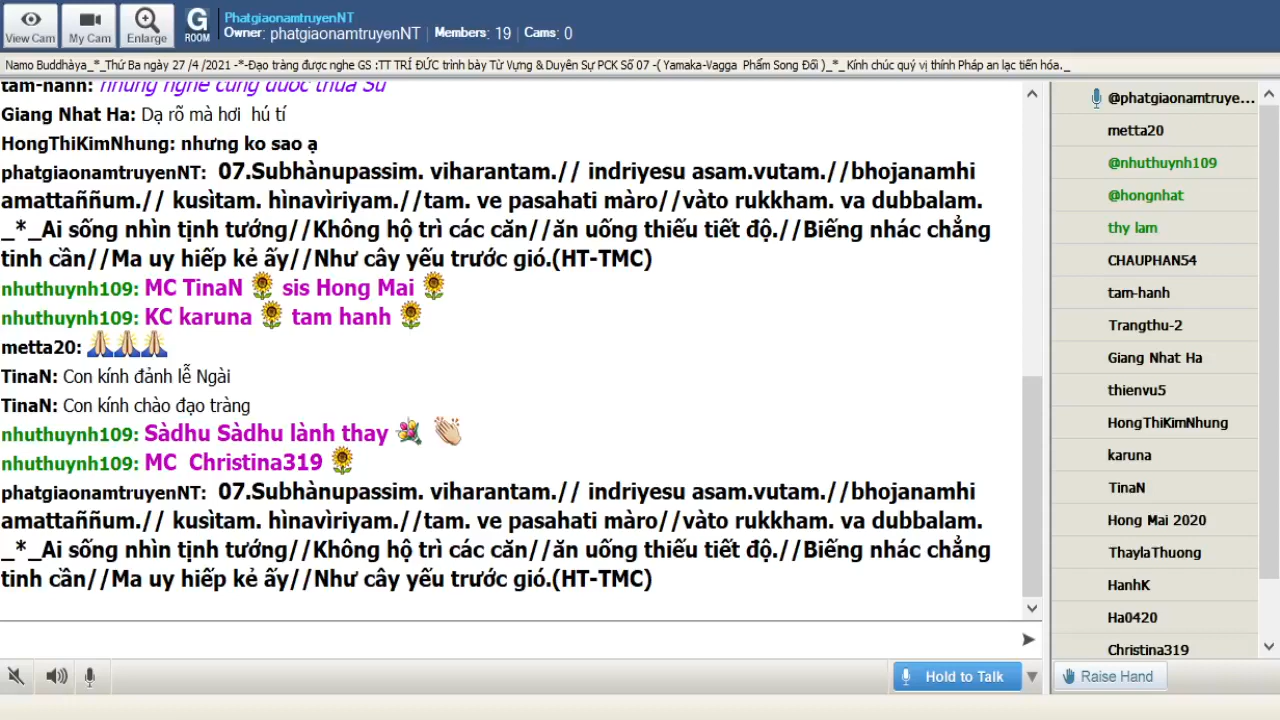 View Cam
My Cam
Enlarge
G
ROOM
PhatgiaonamtruyenNT
Owner: phatgiaonamtruyenNT | Members: 19 | Cams: 0
Namo Buddhàya_*_Thứ Ba ngày 27 /4 /2021 -*-Đạo tràng được nghe GS :TT TRÍ ĐỨC trình bày Từ Vựng & Duyên Sự PCK Số 07 -( Yamaka-Vagga Phẩm Song Đối )_*_ Kính chúc quý vị thính Pháp an lạc tiến hóa._
tam-hanh: nhưng nghe cũng được thưa Sư
Giang Nhat Ha: Dạ rõ mà hơi hú tí
HongThiKimNhung: nhưng ko sao ạ
phatgiaonamtruyenNT: 07.Subhànupassim. viharantam.// indriyesu asam.vutam.//bhojanamhi
amattaññum.// kusìtam. hìnavìriyam.//tam. ve pasahati màro//vàto rukkham. va dubbalam.
_*_Ai sống nhìn tịnh tướng//Không hộ trì các căn//ăn uống thiếu tiết độ.//Biếng nhác chẳng
tinh cần//Ma uy hiếp kẻ ấy//Như cây yếu trước gió.(HT-TMC)
nhuthuynh109: MC TinaN sis Hong Mai
nhuthuynh109: KC karuna tam hanh
metta20:
TinaN: Con kính đảnh lễ Ngài
TinaN: Con kính chào đạo tràng
nhuthuynh109: Sàdhu Sàdhu lành thay
nhuthuynh109: MC Christina319
phatgiaonamtruyenNT: 07.Subhànupassim. viharantam.// indriyesu asam.vutam.//bhojanamhi
amattaññum.// kusìtam. hìnavìriyam.//tam. ve pasahati màro//vàto rukkham. va dubbalam.
_*_Ai sống nhìn tịnh tướng//Không hộ trì các căn//ăn uống thiếu tiết độ.//Biếng nhác chẳng
tinh cần//Ma uy hiếp kẻ ấy//Như cây yếu trước gió.(HT-TMC)
@phatgiaonamtruye...
metta20
@nhuthuynh109
@hongnhat
thy lam
CHAUPHAN54
tam-hanh
Trangthu-2
Giang Nhat Ha
thienvu5
HongThiKimNhung
karuna
TinaN
Hong Mai 2020
ThaylaThuong
HanhK
Ha0420
Christina319
Hold to Talk
Raise Hand